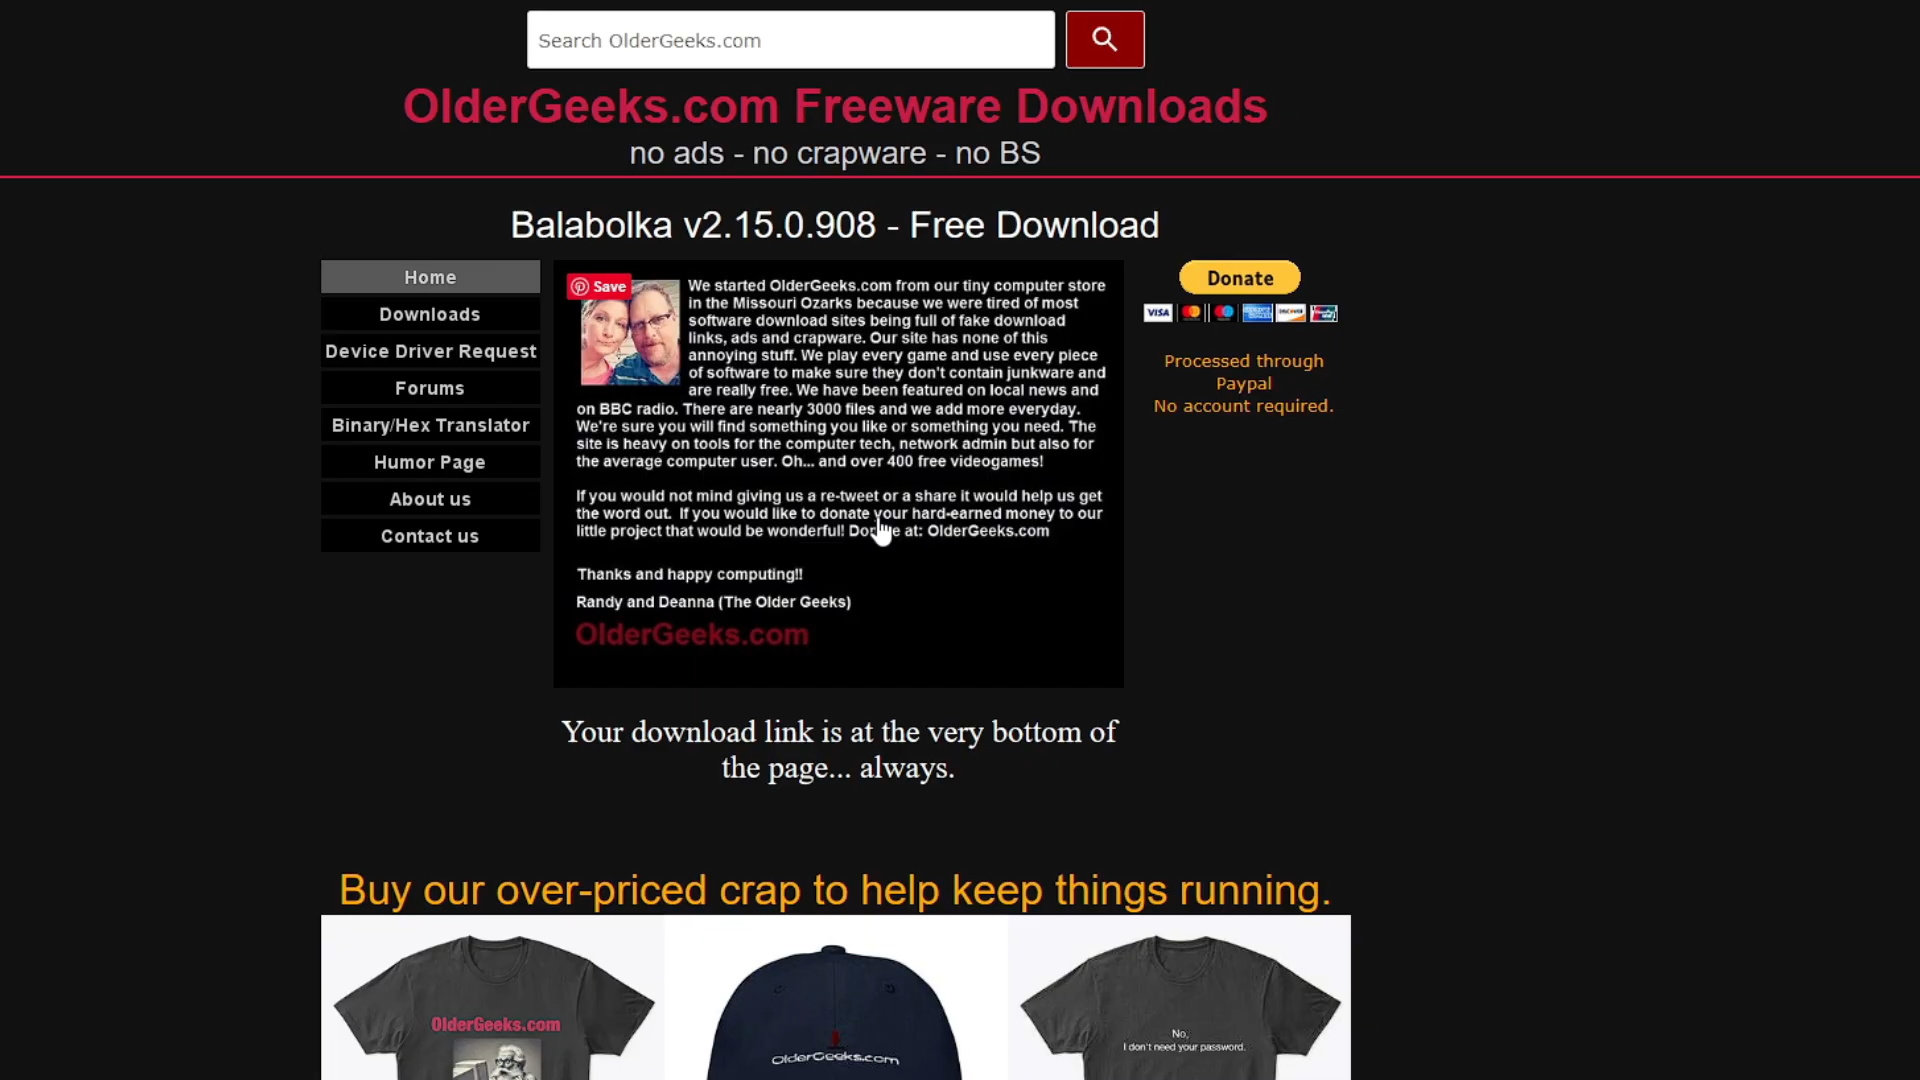 Search OlderGeeks.com
OlderGeeks.com Freeware Downloads
no ads - no crapware - no BS
Balabolka v2.15.0.908 - Free Download
Home
Downloads
Device Driver Request
Forums
Binary/Hex Translator
Humor Page
About us
Contact us
Save
We started OlderGeeks.com from our tiny computer store
in the Missouri Ozarks because we were tired of most
software download sites being full of fake download
links, ads and crapware. Our site has none of this
annoying stuff. We play every game and use every piece
of software to make sure they don't contain junkware and
are really free. We have been featured on local news and
on BBC radio. There are nearly 3000 files and we add more everyday.
We're sure you will find something you like or something you need. The
site is heavy on tools for the computer tech, network admin but also for
the average computer user. Oh... and over 400 free videogames!
If you would not mind giving us a re-tweet or a share it would help us get
the word out. If you would like to donate your hard-earned money to our
little project that would be wonderful! Donate at: OlderGeeks.com
Thanks and happy computing!!
Randy and Deanna (The Older Geeks)
OlderGeeks.com
Donate
VISA
DISCOVER
Processed through
Paypal
No account required.
Your download link is at the very bottom of
the page... always.
Buy our over-priced crap to help keep things running.
OlderGeeks.com
OlderGeeks.com
No,
I don't need your password.